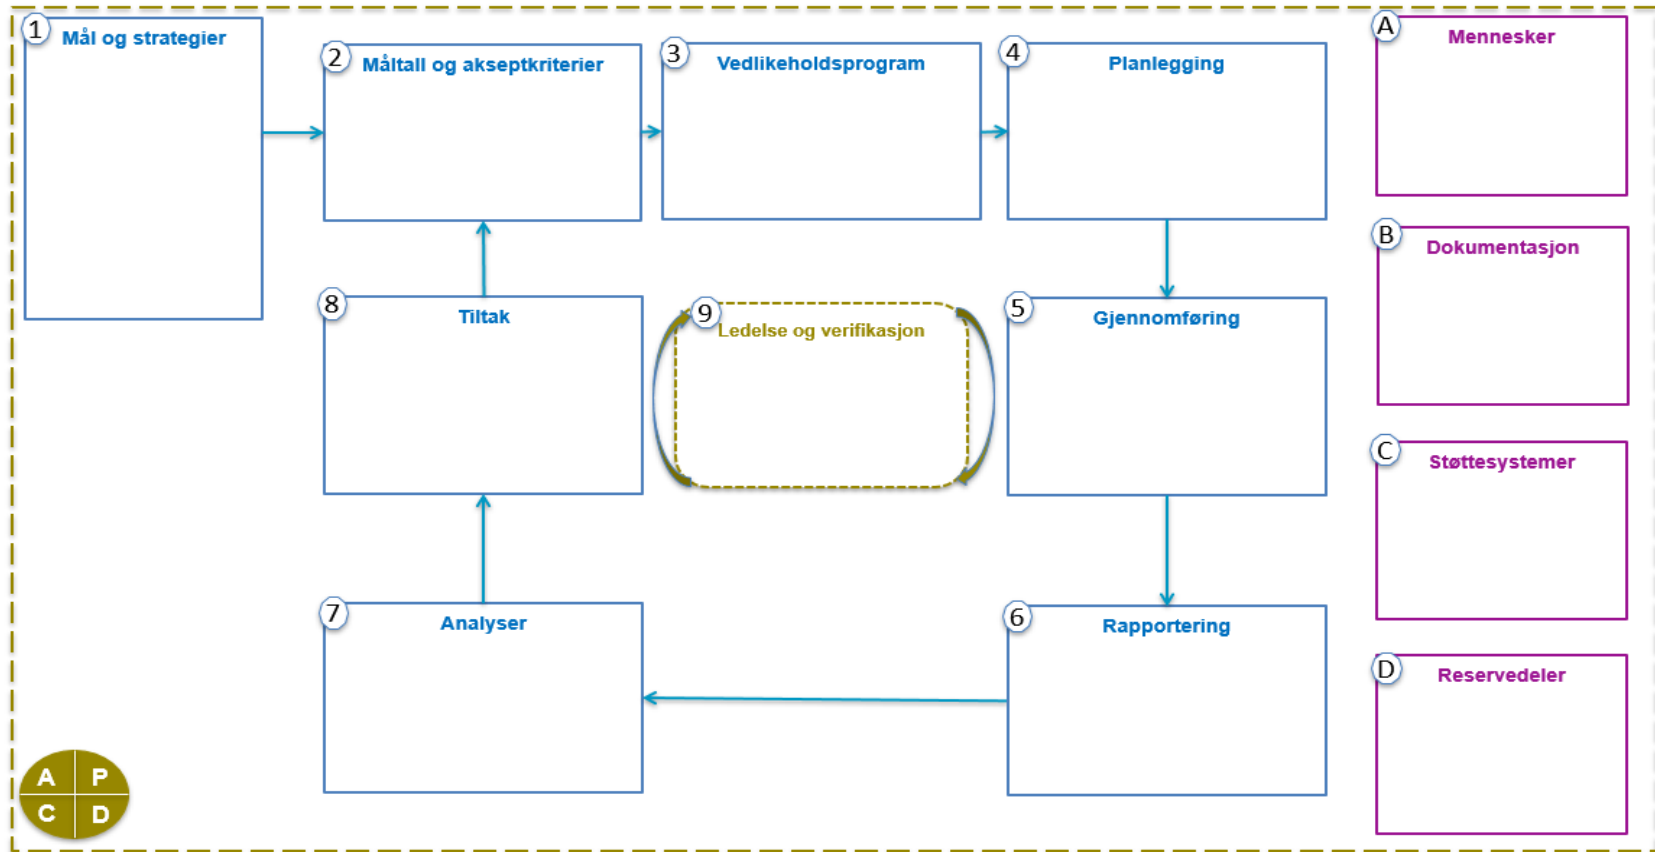 1
Mål og strategier
2
Måltall og akseptkriterier
3
Vedlikeholdsprogram
4
Planlegging
A
Mennesker
B
Dokumentasjon
8
Tiltak
9
Ledelse og verifikasjon
5
Gjennomføring
C
Støttesystemer
7
Analyser
6
Rapportering
D
Reservedeler
A P
C D